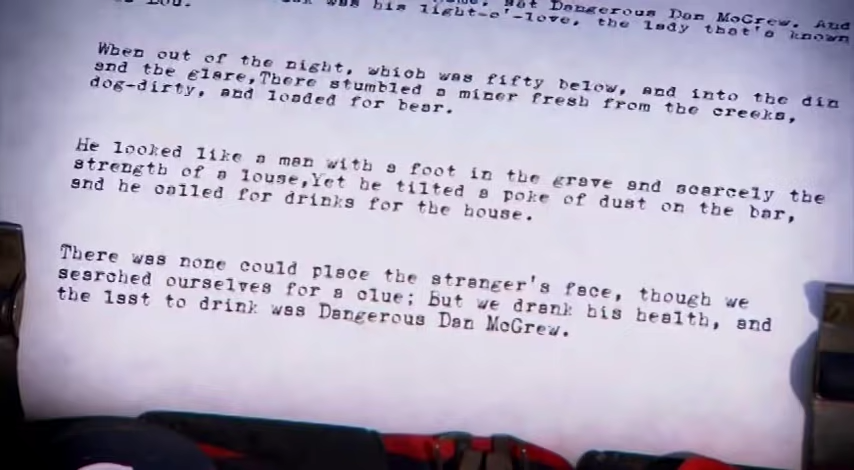 Dangerous Dan McGrew. And
was his light-o'-love, the lady that's known
Lou.
When out of the night, which was fifty below, and into the din
and the glare,There stumbled a miner fresh from the creeks,
dog-dirty, and loaded for bear.
He looked like a man with a foot in the grave and scarcely the
strength of a louse,Yet he tilted a poke of dust on the bar,
and he called for drinks for the house.
There was none could place the stranger's face, though we
searched ourselves for a clue; But we drank his health, and
the last to drink was Dangerous Dan McGrew.